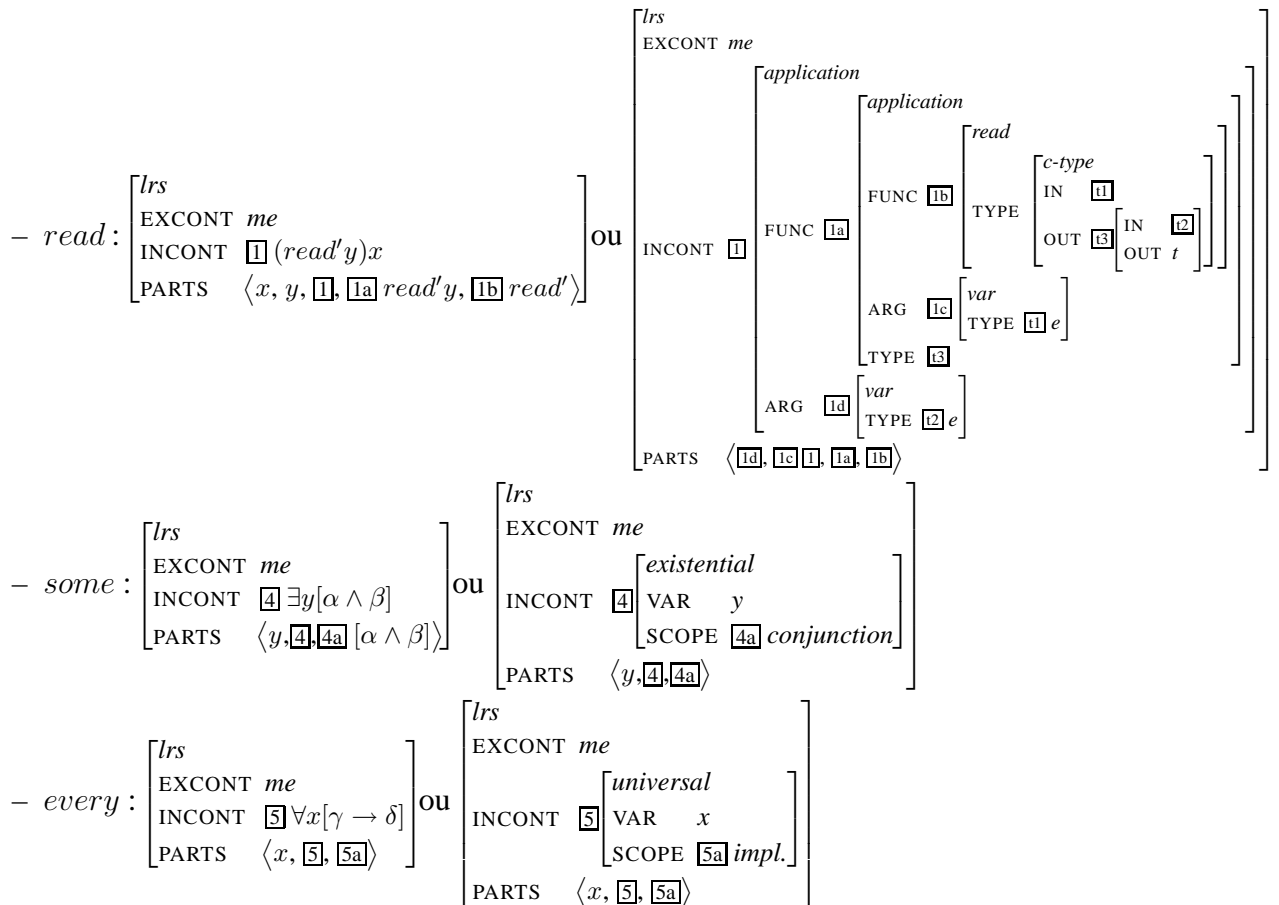 – read : [lrs
EXCONT me
INCONT 1 (read′y)x
PARTS ⟨x, y, 1, 1a read′y, 1b read′⟩]
ou
[lrs
EXCONT me
INCONT 1 [application
FUNC 1a [application
FUNC 1b [read
TYPE [c-type
IN t1
OUT t3 [IN t2
OUT t]]]
ARG 1c [var
TYPE t1 e]
TYPE t3]
ARG 1d [var
TYPE t2 e]]
PARTS ⟨1d, 1c 1, 1a, 1b⟩]
– some : [lrs
EXCONT me
INCONT 4 ∃y[α ∧ β]
PARTS ⟨y,4,4a [α ∧ β]⟩]
ou
[lrs
EXCONT me
INCONT 4 [existential
VAR y
SCOPE 4a conjunction]
PARTS ⟨y,4,4a⟩]
– every : [lrs
EXCONT me
INCONT 5 ∀x[γ → δ]
PARTS ⟨x, 5, 5a⟩]
ou
[lrs
EXCONT me
INCONT 5 [universal
VAR x
SCOPE 5a impl.]
PARTS ⟨x, 5, 5a⟩]